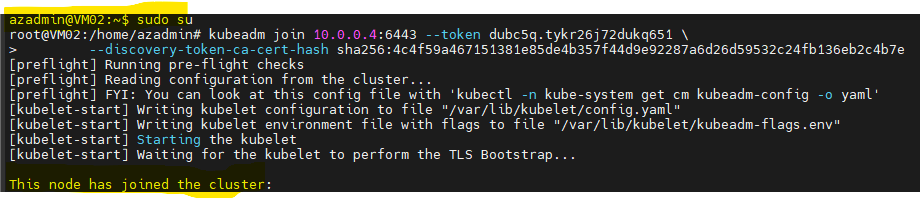 azadmin@VM02:~$ sudo su
root@VM02:/home/azadmin# kubeadm join 10.0.0.4:6443 --token dubc5q.tykr26j72dukq651 \
>         --discovery-token-ca-cert-hash sha256:4c4f59a467151381e85de4b357f44d9e92287a6d26d59532c24fb136eb2c4b7e
[preflight] Running pre-flight checks
[preflight] Reading configuration from the cluster...
[preflight] FYI: You can look at this config file with 'kubectl -n kube-system get cm kubeadm-config -o yaml'
[kubelet-start] Writing kubelet configuration to file "/var/lib/kubelet/config.yaml"
[kubelet-start] Writing kubelet environment file with flags to file "/var/lib/kubelet/kubeadm-flags.env"
[kubelet-start] Starting the kubelet
[kubelet-start] Waiting for the kubelet to perform the TLS Bootstrap...
This node has joined the cluster: